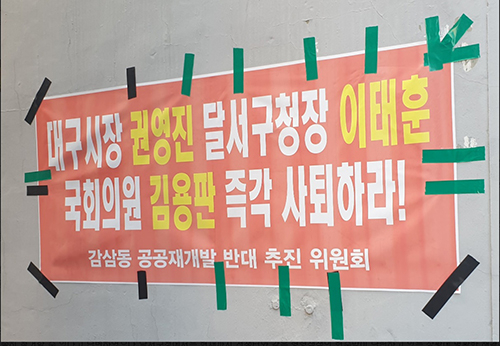 대구시장 권영진 달서구청장 이태훈
국회의원 김용판 즉각 사퇴하라!
감삼동 공공재개발 반대 추진 위원회